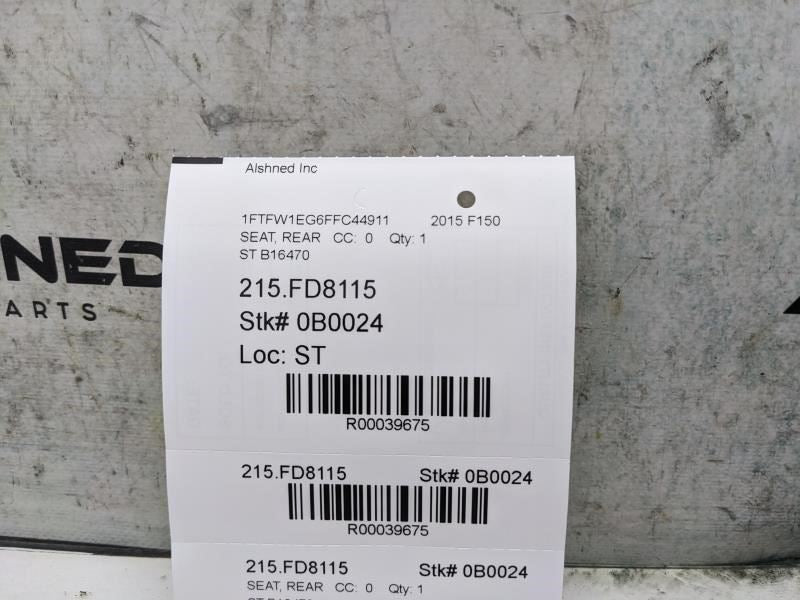 Alshned Inc
1FTFW1EG6FFC44911 2015 F150
SEAT, REAR CC: 0 Qty: 1
ST B16470
NED
ARTS
215.FD8115
Stk# 0B0024
Loc: ST
R00039675
215.FD8115 Stk# 0B0024
R00039675
215.FD8115 Stk# 0B0024
SEAT, REAR CC: 0 Qty: 1